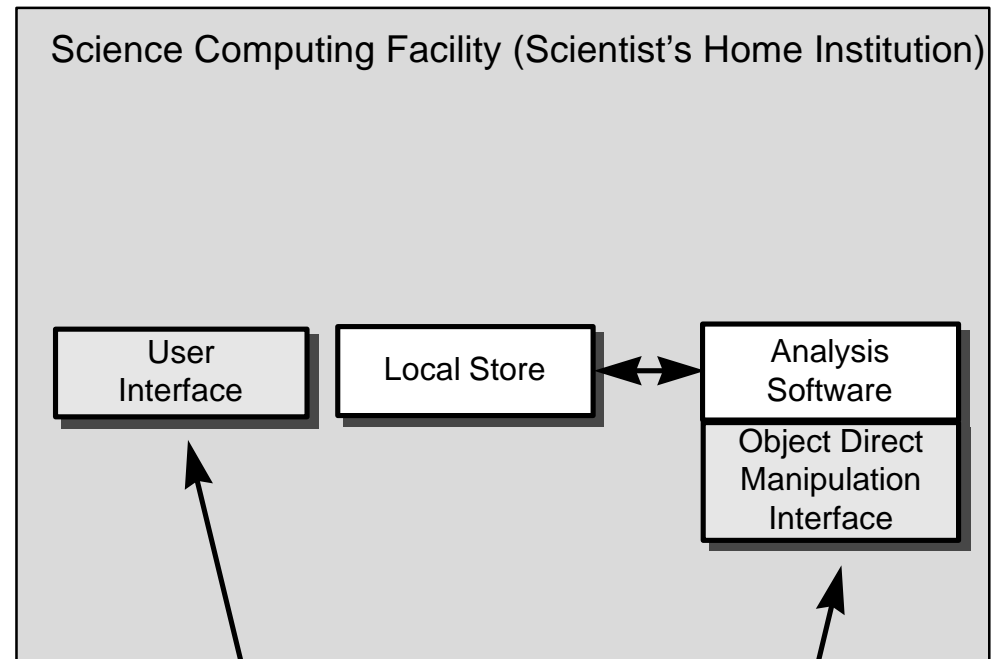 Science Computing Facility (Scientist's Home Institution)
User
Interface
Local Store
Analysis
Software
Object Direct
Manipulation
Interface